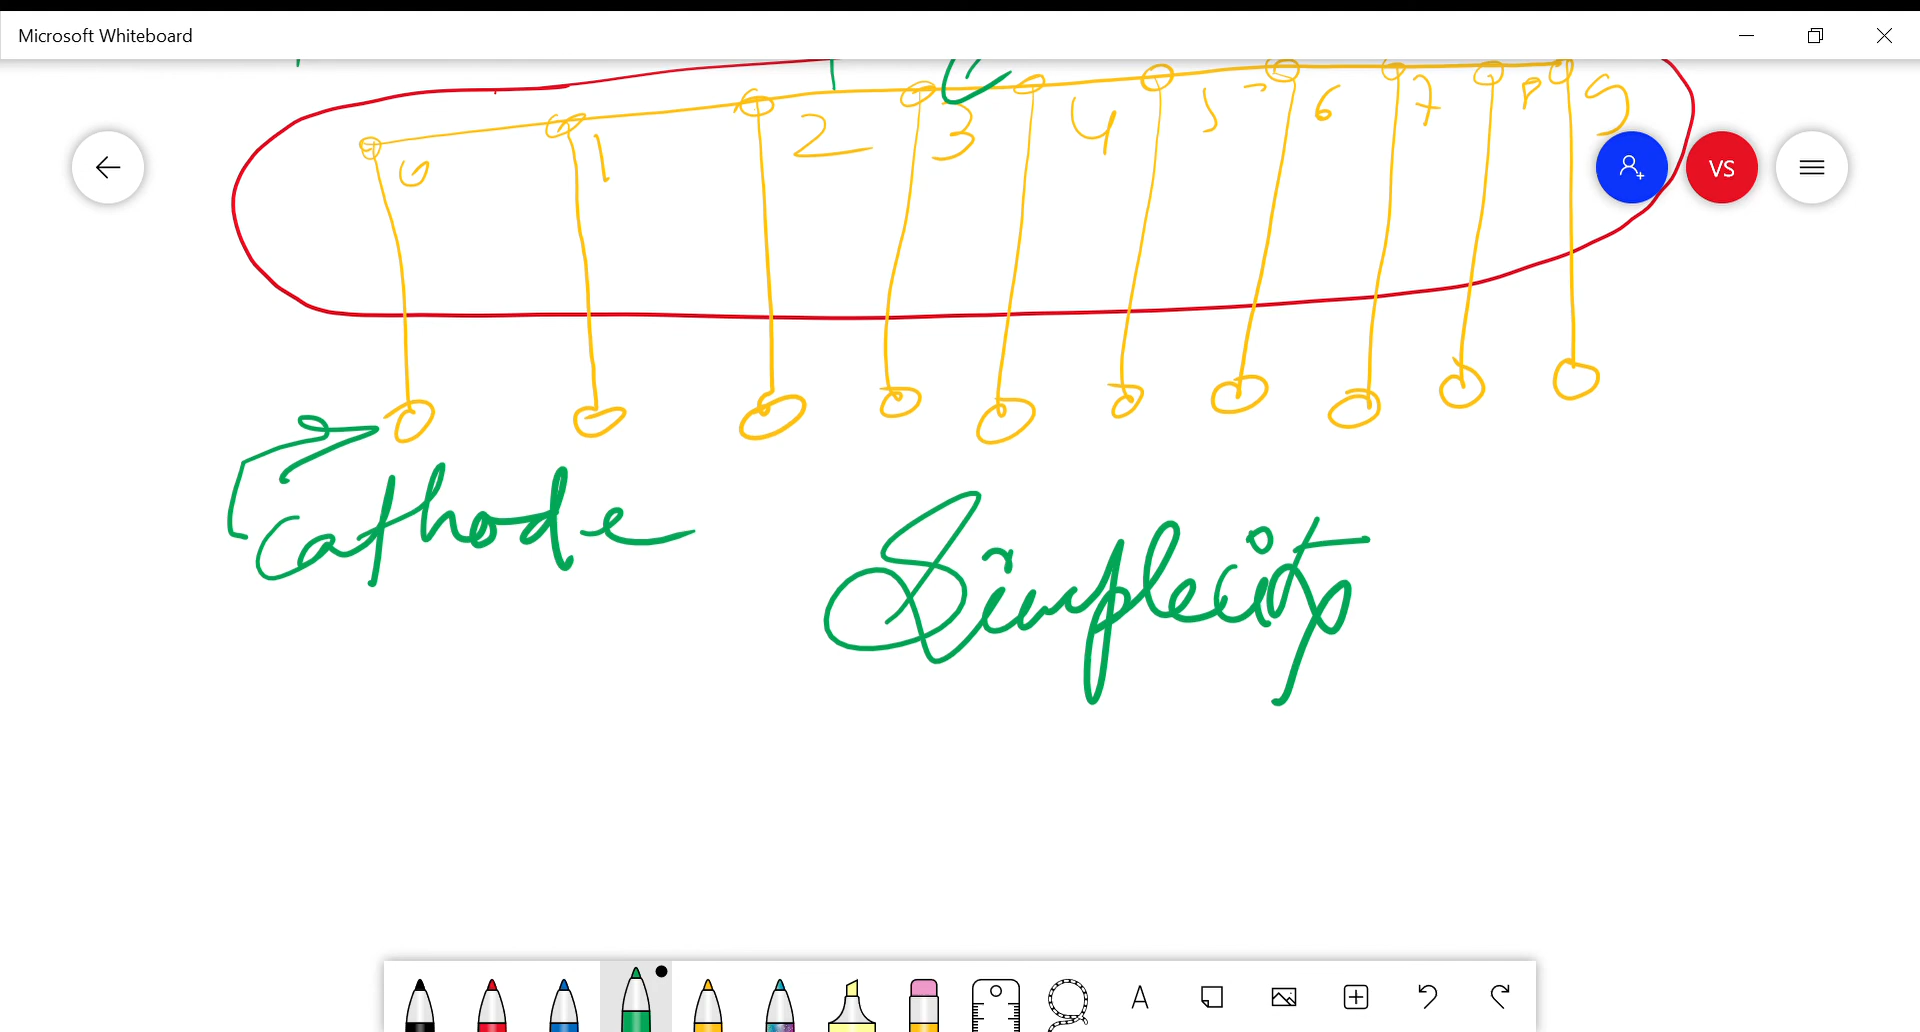 Microsoft Whiteboard
0 1 2 3 4 5 6 7 8 9
VS
Cathode
Simplicity
A